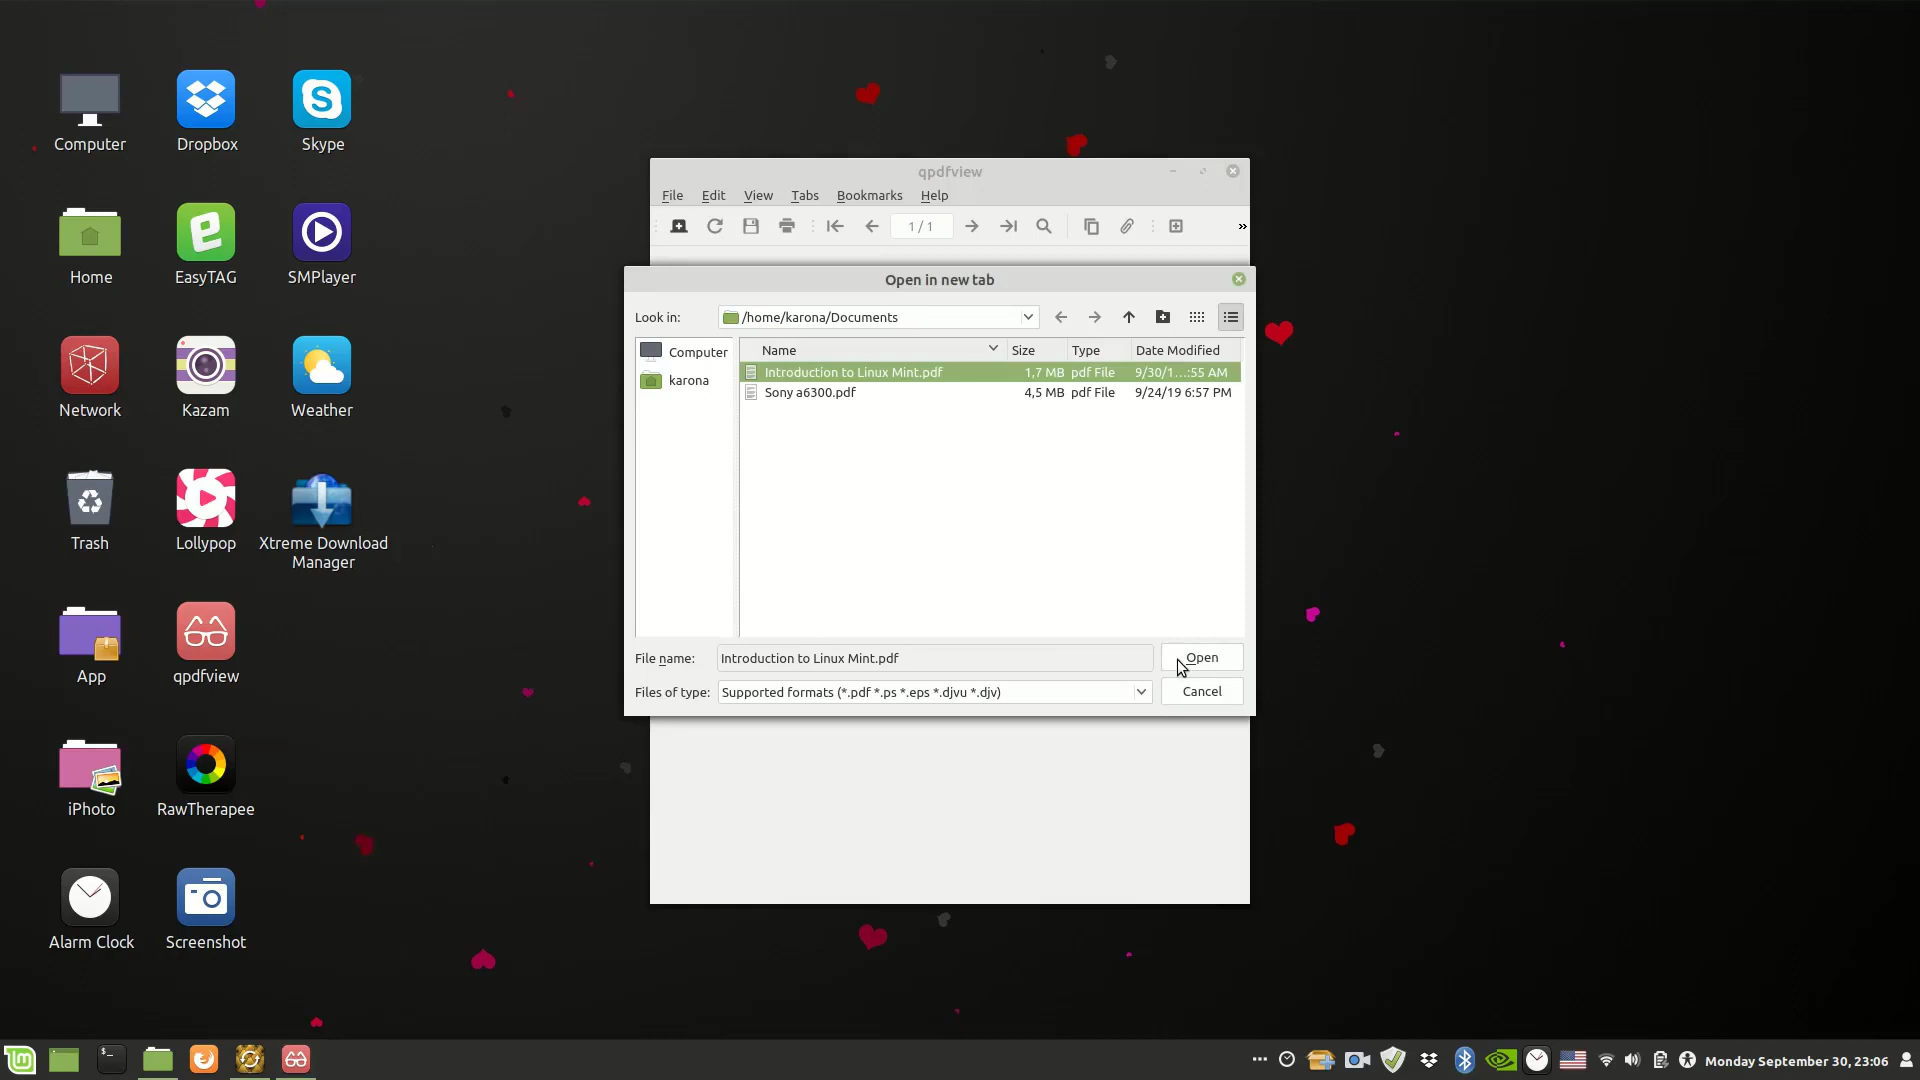 Computer
Dropbox
Skype
Home
EasyTAG
SMPlayer
Network
Kazam
Weather
Trash
Lollypop
Xtreme Download
Manager
App
qpdfview
iPhoto
RawTherapee
Alarm Clock
Screenshot
qpdfview
File Edit View Tabs Bookmarks Help
1 / 1
Open in new tab
Look in: /home/karona/Documents
Computer
karona
Name Size Type Date Modified
Introduction to Linux Mint.pdf 1,7 MB pdf File 9/30/1...:55 AM
Sony a6300.pdf 4,5 MB pdf File 9/24/19 6:57 PM
File name: Introduction to Linux Mint.pdf Open
Files of type: Supported formats (*.pdf *.ps *.eps *.djvu *.djv) Cancel
Monday September 30, 23:06